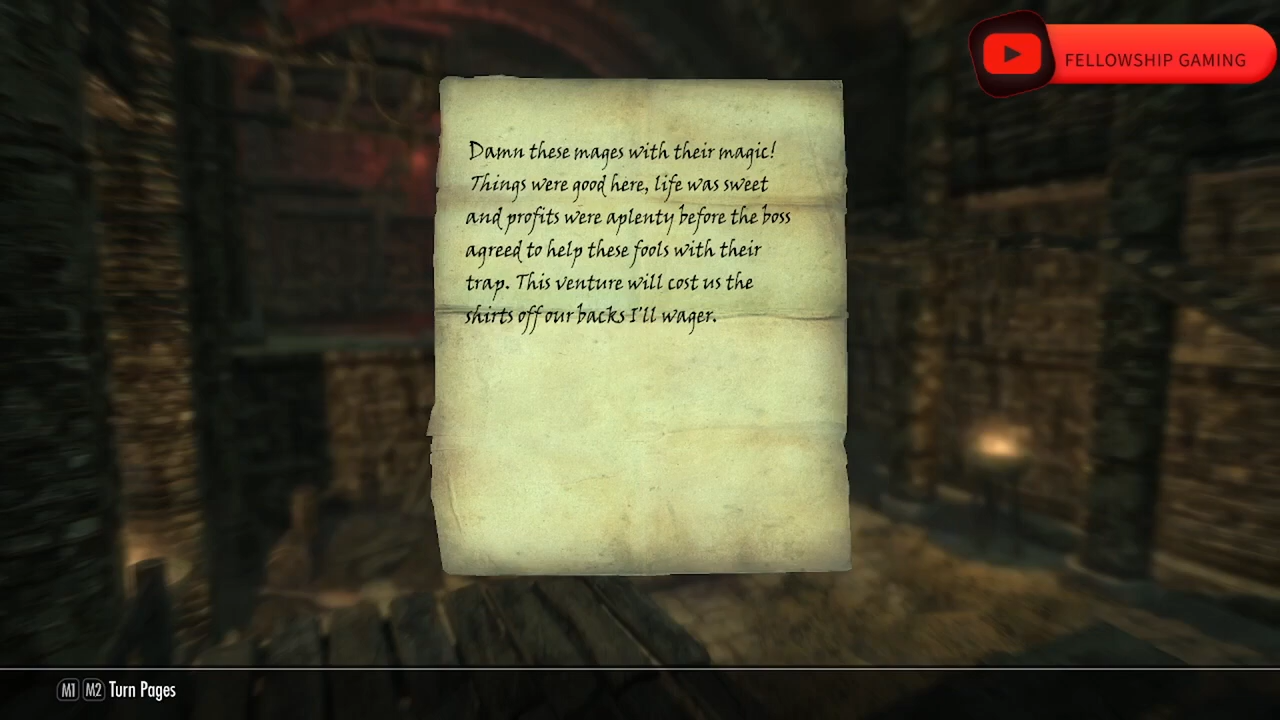 FELLOWSHIP GAMING
Damn these mages with their magic!
Things were good here, life was sweet
and profits were aplenty before the boss
agreed to help these fools with their
trap. This venture will cost us the
shirts off our backs I'll wager.
M1 M2 Turn Pages